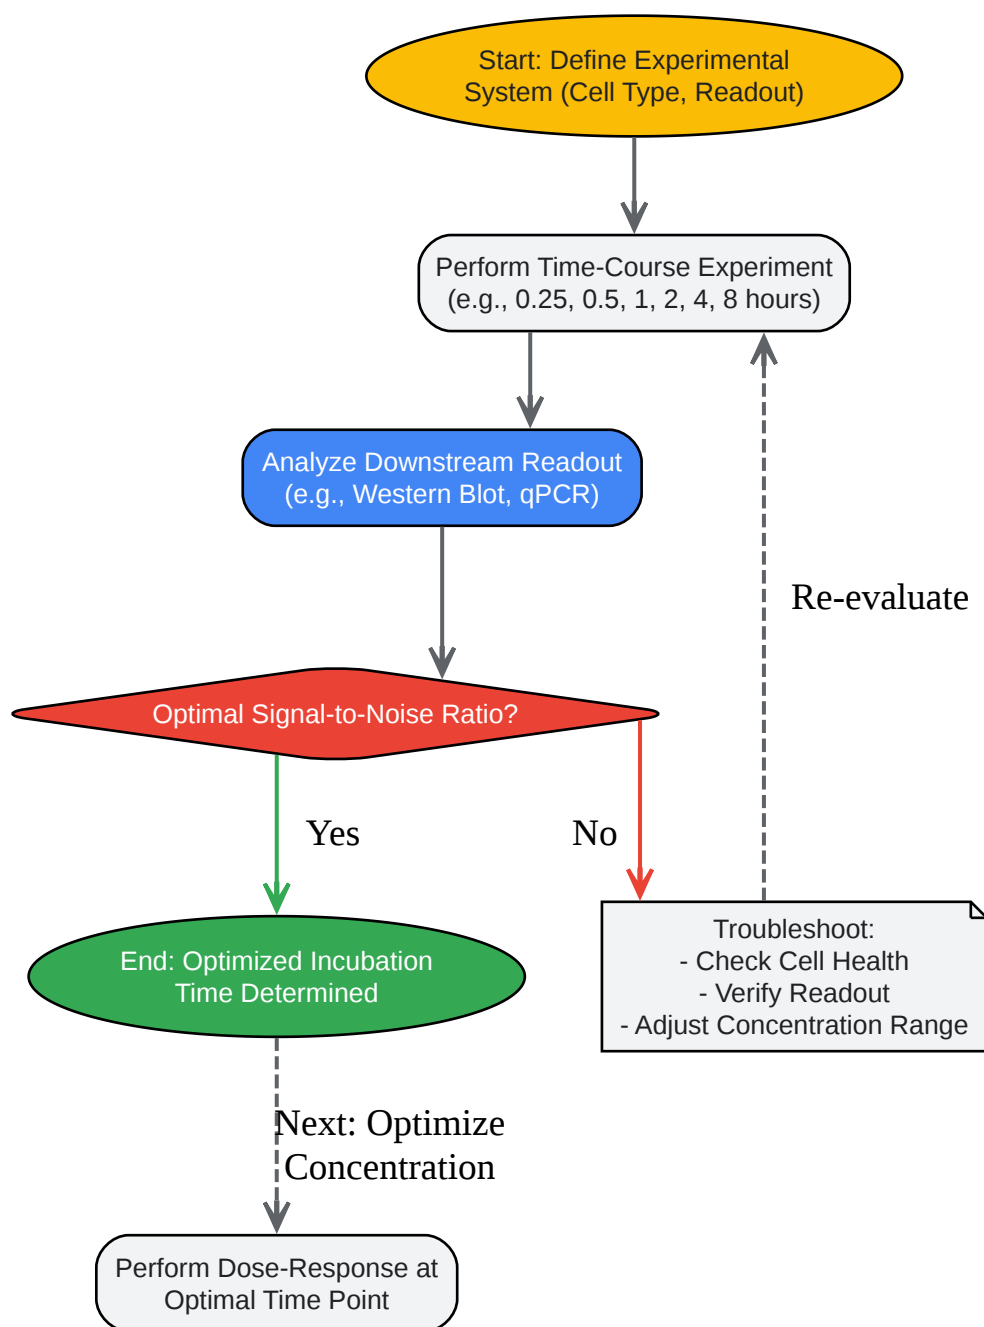 Start: Define Experimental
System (Cell Type, Readout)
Perform Time-Course Experiment
(e.g., 0.25, 0.5, 1, 2, 4, 8 hours)
Analyze Downstream Readout
(e.g., Western Blot, qPCR)
Re-evaluate
Optimal Signal-to-Noise Ratio?
Yes
No
End: Optimized Incubation
Time Determined
Troubleshoot:
- Check Cell Health
- Verify Readout
- Adjust Concentration Range
Next: Optimize
Concentration
Perform Dose-Response at
Optimal Time Point